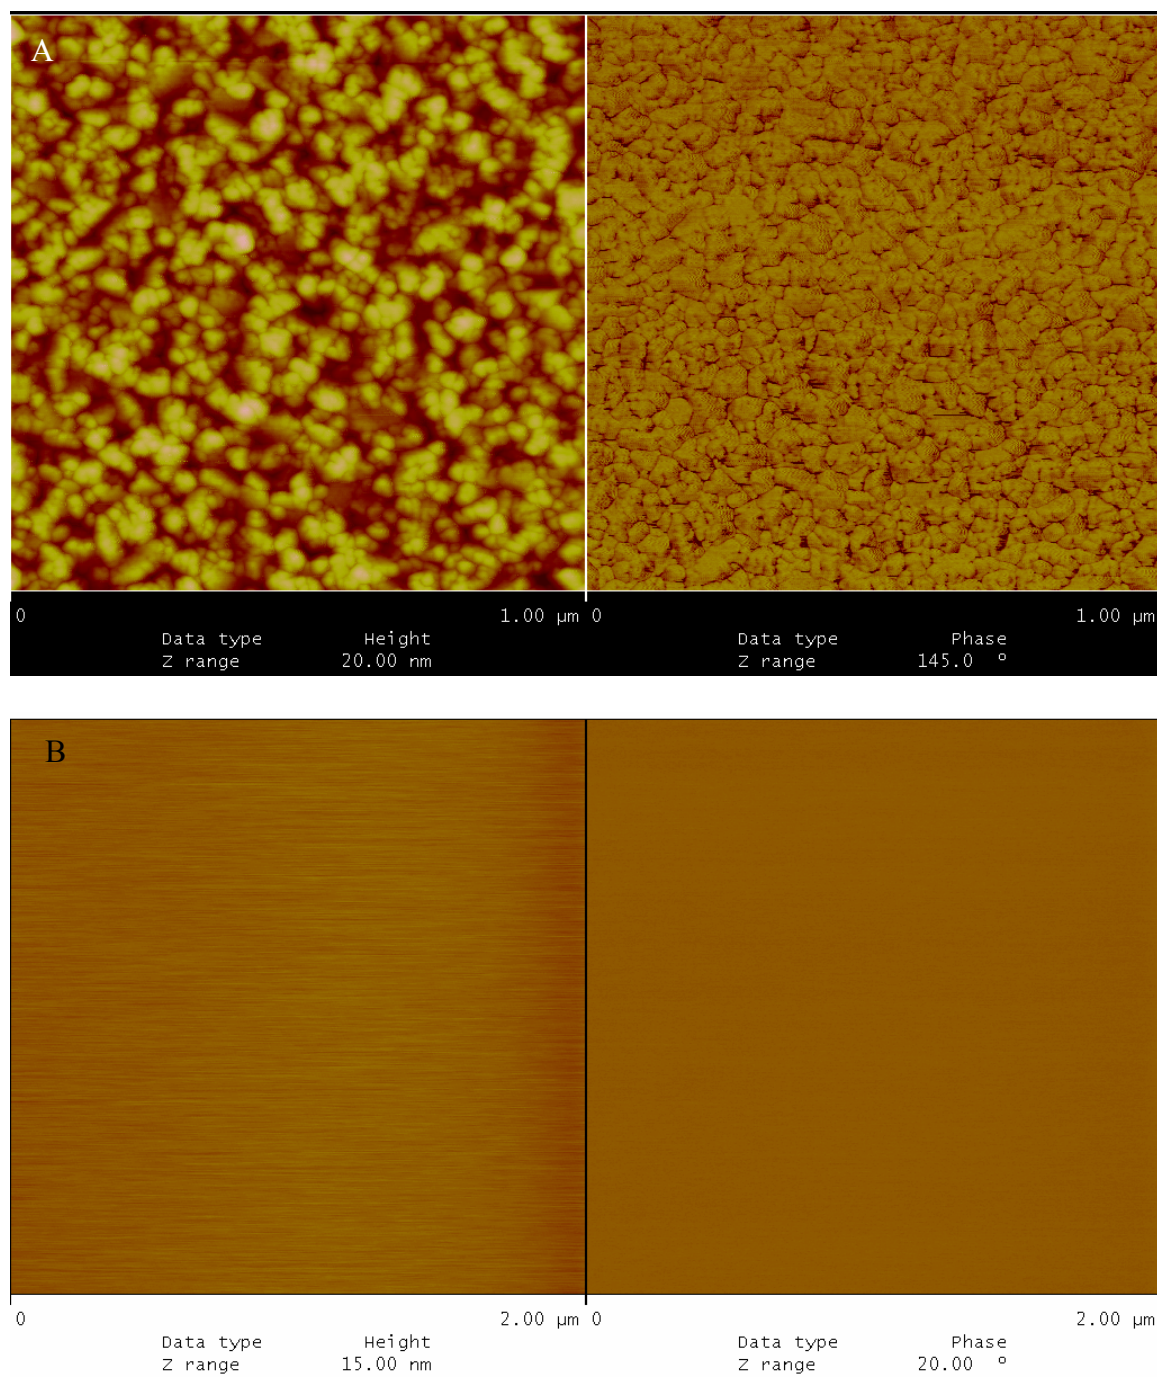 A
0 1.00 µm 0 1.00 µm
Data type Height Data type Phase
Z range 20.00 nm Z range 145.0 º
B
0 2.00 µm 0 2.00 µm
Data type Height Data type Phase
Z range 15.00 nm Z range 20.00 º